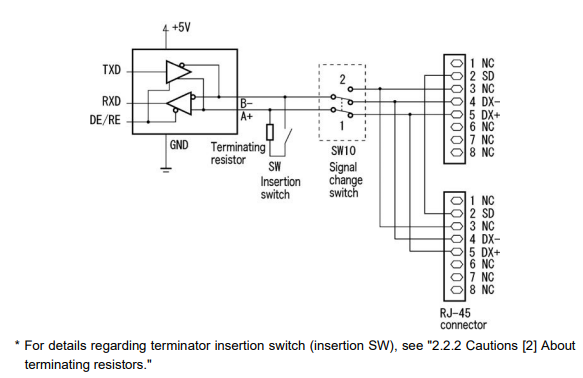 +5V
TXD
RXD
DE/RE
GND
B-
A+
Terminating
resistor
SW
Insertion
switch
2
1
SW10
Signal
change
switch
1 NC
2 SD
3 NC
4 DX-
5 DX+
6 NC
7 NC
8 NC
1 NC
2 SD
3 NC
4 DX-
5 DX+
6 NC
7 NC
8 NC
RJ-45
connector
* For details regarding terminator insertion switch (insertion SW), see "2.2.2 Cautions [2] About
terminating resistors."